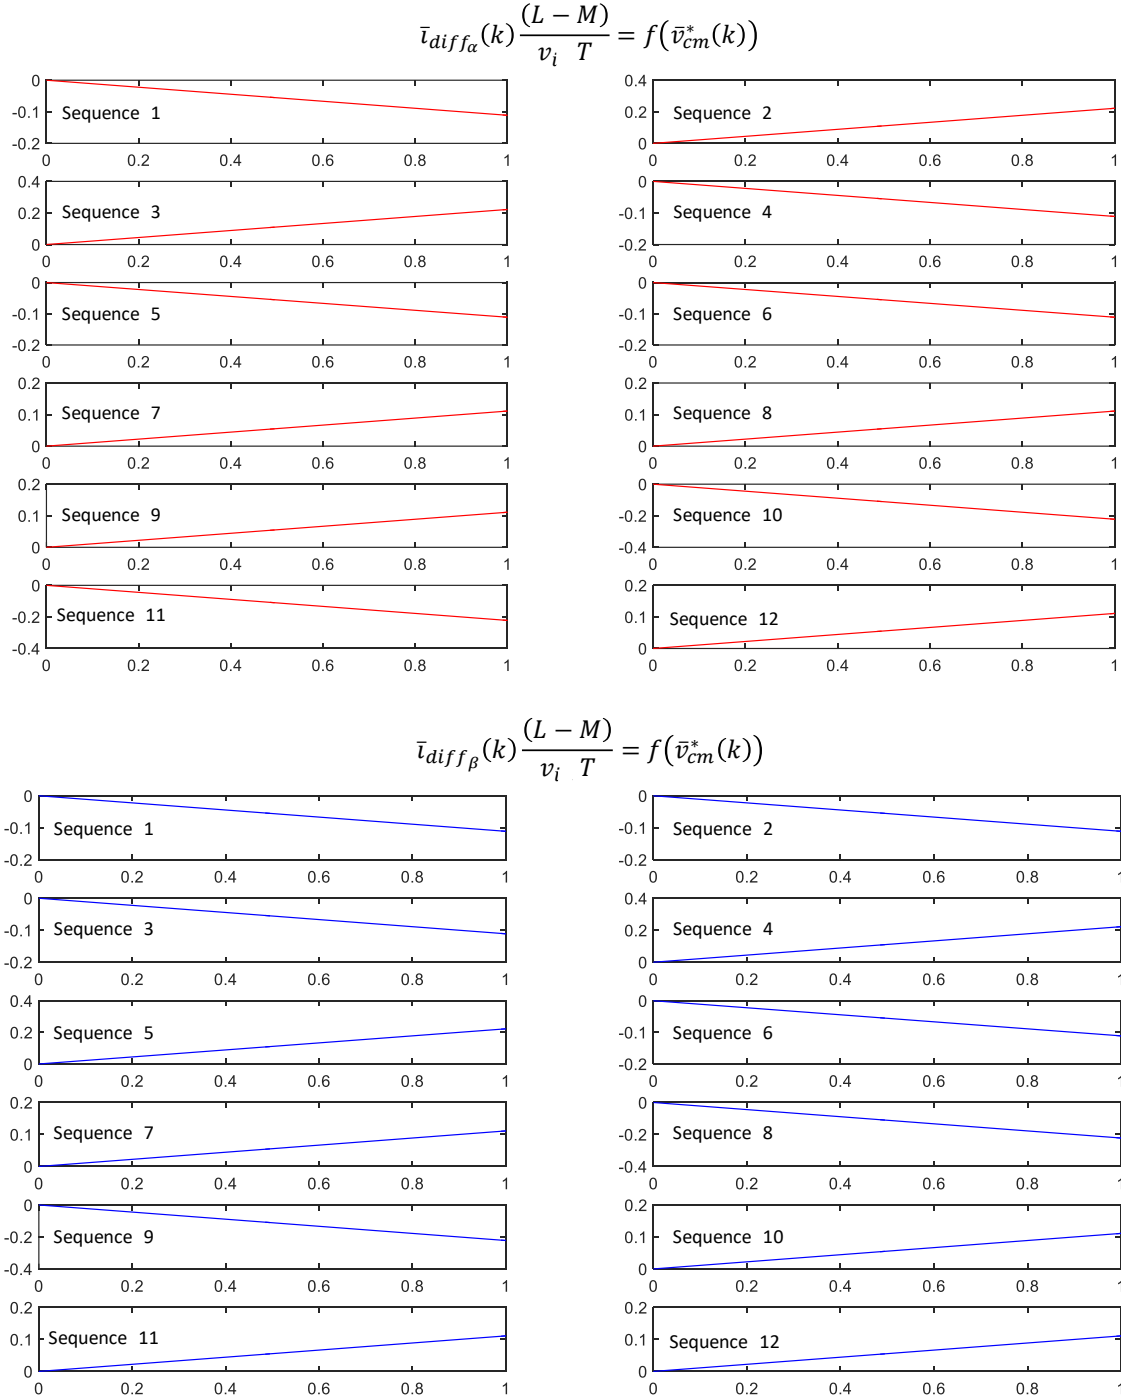 ῑ_{diff_α}(k) (L − M) / (v_i T) = f(v̄*_{cm}(k))
0 -0.1 -0.2 Sequence 1 0 0.2 0.4 0.6 0.8 1
0.4 0.2 0 Sequence 2 0 0.2 0.4 0.6 0.8 1
0.4 0.2 0 Sequence 3 0 0.2 0.4 0.6 0.8 1
0 -0.1 -0.2 Sequence 4 0 0.2 0.4 0.6 0.8 1
0 -0.1 -0.2 Sequence 5 0 0.2 0.4 0.6 0.8 1
0 -0.1 -0.2 Sequence 6 0 0.2 0.4 0.6 0.8 1
0.2 0.1 0 Sequence 7 0 0.2 0.4 0.6 0.8 1
0.2 0.1 0 Sequence 8 0 0.2 0.4 0.6 0.8 1
0.2 0.1 0 Sequence 9 0 0.2 0.4 0.6 0.8 1
0 -0.2 -0.4 Sequence 10 0 0.2 0.4 0.6 0.8 1
0 -0.2 -0.4 Sequence 11 0 0.2 0.4 0.6 0.8 1
0.2 0.1 0 Sequence 12 0 0.2 0.4 0.6 0.8 1
ῑ_{diff_β}(k) (L − M) / (v_i T) = f(v̄*_{cm}(k))
0 -0.1 -0.2 Sequence 1 0 0.2 0.4 0.6 0.8 1
0 -0.1 -0.2 Sequence 2 0 0.2 0.4 0.6 0.8 1
0 -0.1 -0.2 Sequence 3 0 0.2 0.4 0.6 0.8 1
0.4 0.2 0 Sequence 4 0 0.2 0.4 0.6 0.8 1
0.4 0.2 0 Sequence 5 0 0.2 0.4 0.6 0.8 1
0 -0.1 -0.2 Sequence 6 0 0.2 0.4 0.6 0.8 1
0.2 0.1 0 Sequence 7 0 0.2 0.4 0.6 0.8 1
0 -0.2 -0.4 Sequence 8 0 0.2 0.4 0.6 0.8 1
0 -0.2 -0.4 Sequence 9 0 0.2 0.4 0.6 0.8 1
0.2 0.1 0 Sequence 10 0 0.2 0.4 0.6 0.8 1
0.2 0.1 0 Sequence 11 0 0.2 0.4 0.6 0.8 1
0.2 0.1 0 Sequence 12 0 0.2 0.4 0.6 0.8 1